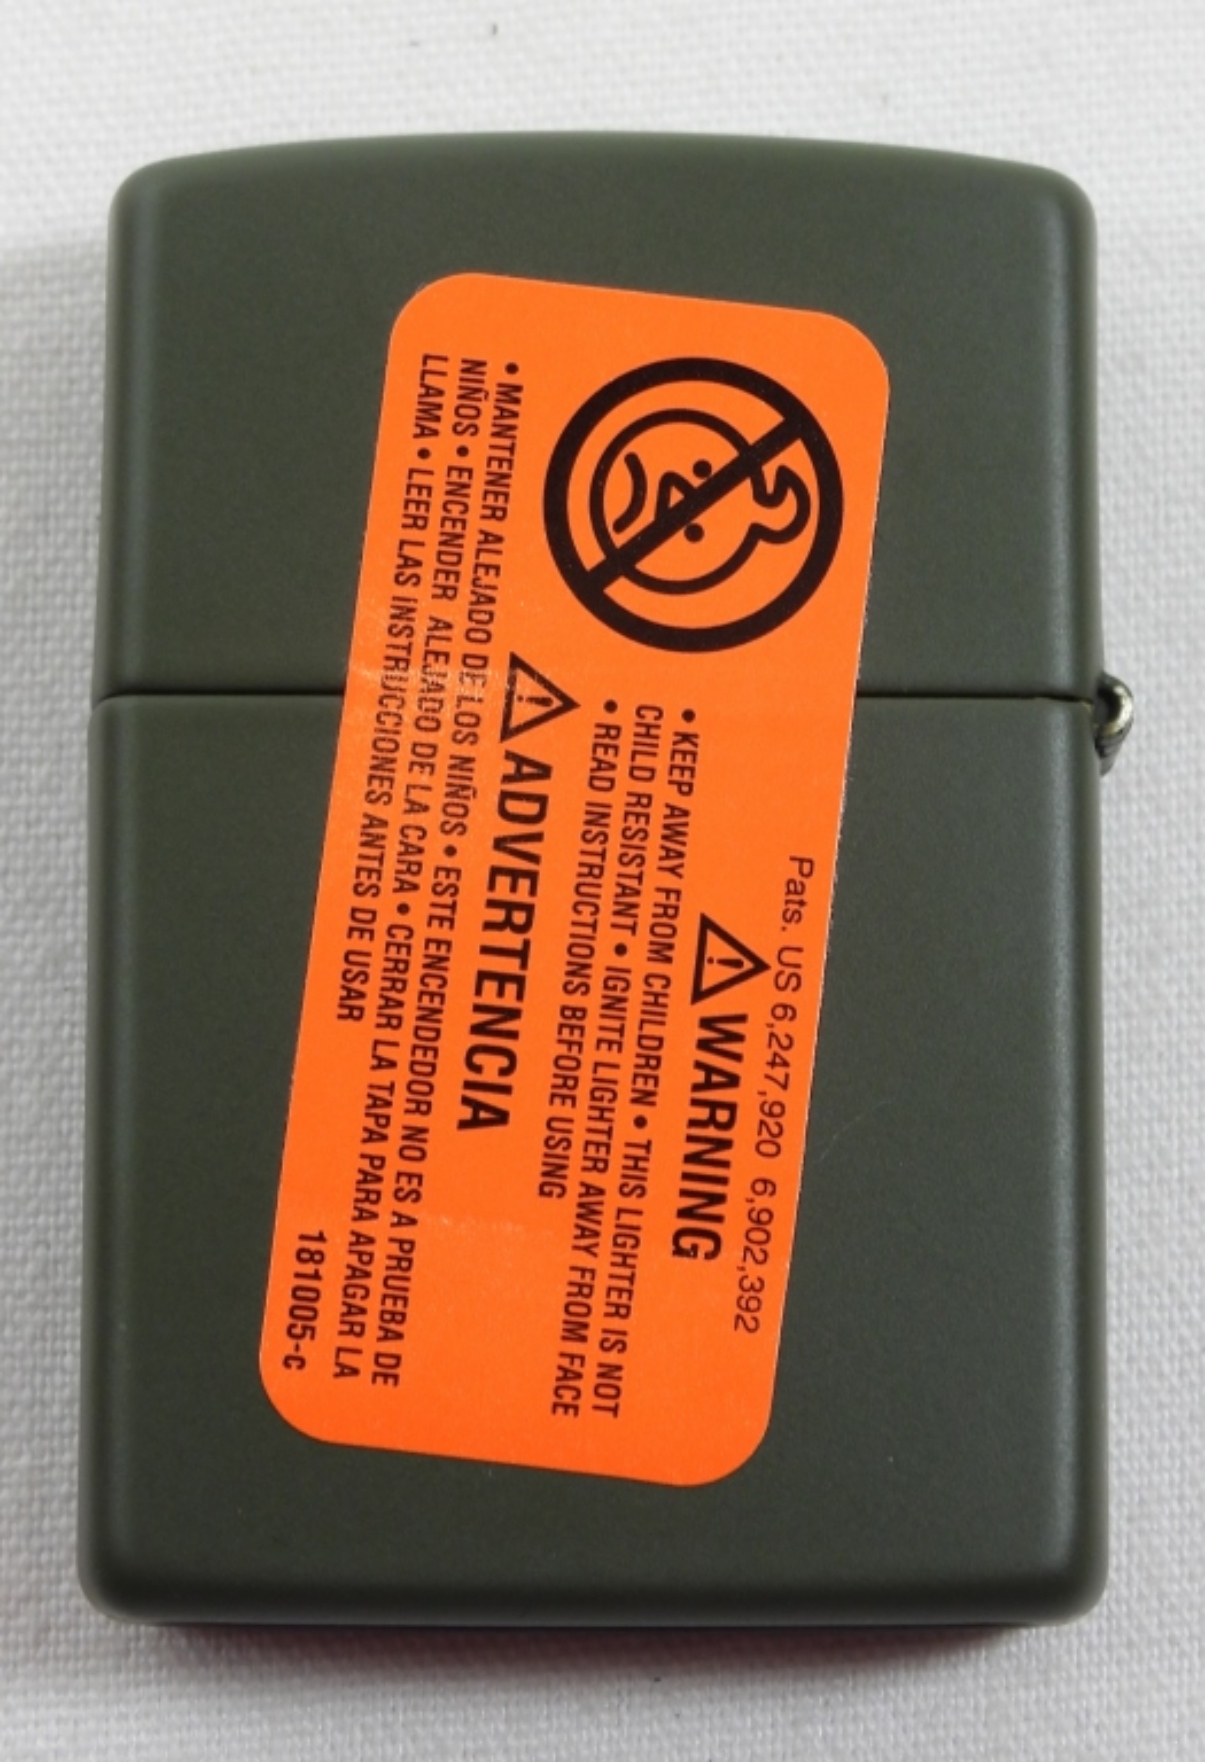 Pats. US 6,247,920 6,902,392
WARNING
• KEEP AWAY FROM CHILDREN • THIS LIGHTER IS NOT
CHILD RESISTANT • IGNITE LIGHTER AWAY FROM FACE
• READ INSTRUCTIONS BEFORE USING
ADVERTENCIA
• MANTENER ALEJADO DE LOS NIÑOS • ESTE ENCENDEDOR NO ES A PRUEBA DE
NIÑOS • ENCENDER ALEJADO DE LA CARA • CERRAR LA TAPA PARA APAGAR LA
LLAMA • LEER LAS INSTRUCCIONES ANTES DE USAR
181005-c